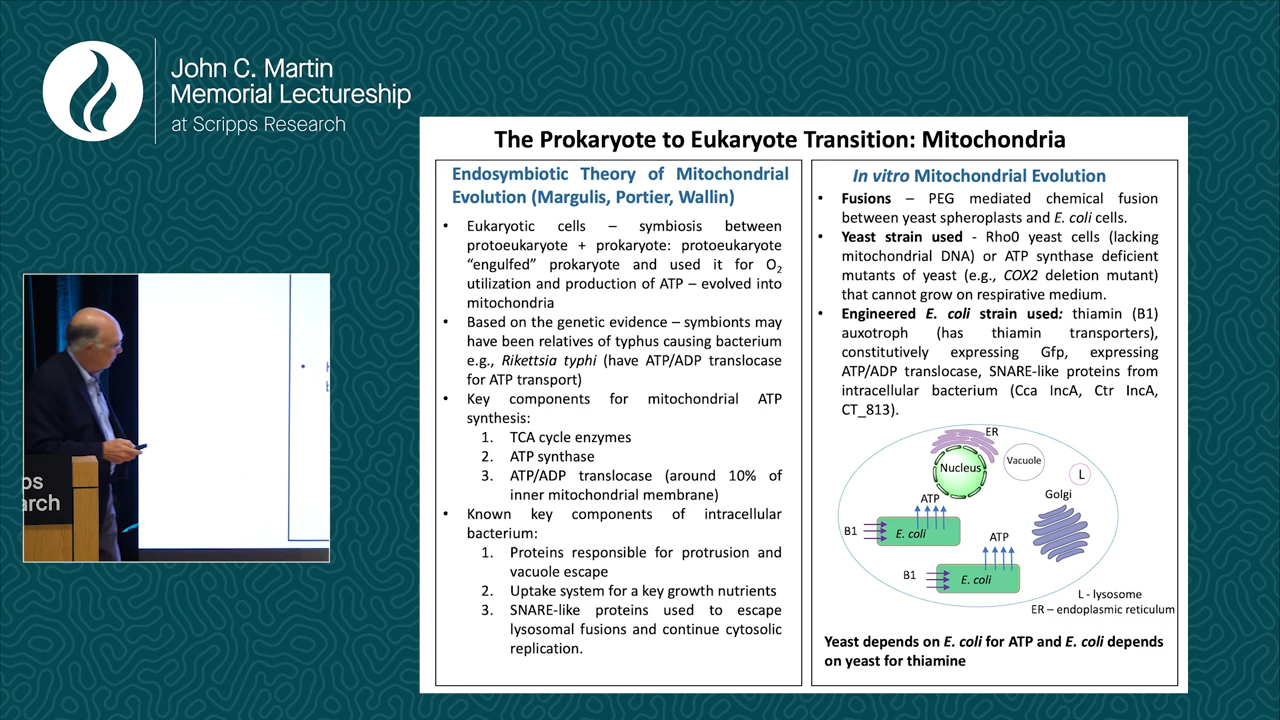 John C. Martin
Memorial Lectureship
at Scripps Research
The Prokaryote to Eukaryote Transition: Mitochondria
Endosymbiotic Theory of Mitochondrial
Evolution (Margulis, Portier, Wallin)
• Eukaryotic cells – symbiosis between
protoeukaryote + prokaryote: protoeukaryote
“engulfed” prokaryote and used it for O2
utilization and production of ATP – evolved into
mitochondria
• Based on the genetic evidence – symbionts may
have been relatives of typhus causing bacterium
e.g., Rikettsia typhi (have ATP/ADP translocase
for ATP transport)
• Key components for mitochondrial ATP
synthesis:
1. TCA cycle enzymes
2. ATP synthase
3. ATP/ADP translocase (around 10% of
inner mitochondrial membrane)
• Known key components of intracellular
bacterium:
1. Proteins responsible for protrusion and
vacuole escape
2. Uptake system for a key growth nutrients
3. SNARE-like proteins used to escape
lysosomal fusions and continue cytosolic
replication.
In vitro Mitochondrial Evolution
• Fusions – PEG mediated chemical fusion
between yeast spheroplasts and E. coli cells.
• Yeast strain used - Rho0 yeast cells (lacking
mitochondrial DNA) or ATP synthase deficient
mutants of yeast (e.g., COX2 deletion mutant)
that cannot grow on respirative medium.
• Engineered E. coli strain used: thiamin (B1)
auxotroph (has thiamin transporters),
constitutively expressing Gfp, expressing
ATP/ADP translocase, SNARE-like proteins from
intracellular bacterium (Cca IncA, Ctr IncA,
CT_813).
ER
Nucleus
Vacuole
L
ATP
Golgi
B1
E. coli
ATP
B1
E. coli
L - lysosome
ER – endoplasmic reticulum
Yeast depends on E. coli for ATP and E. coli depends
on yeast for thiamine
ps
arch